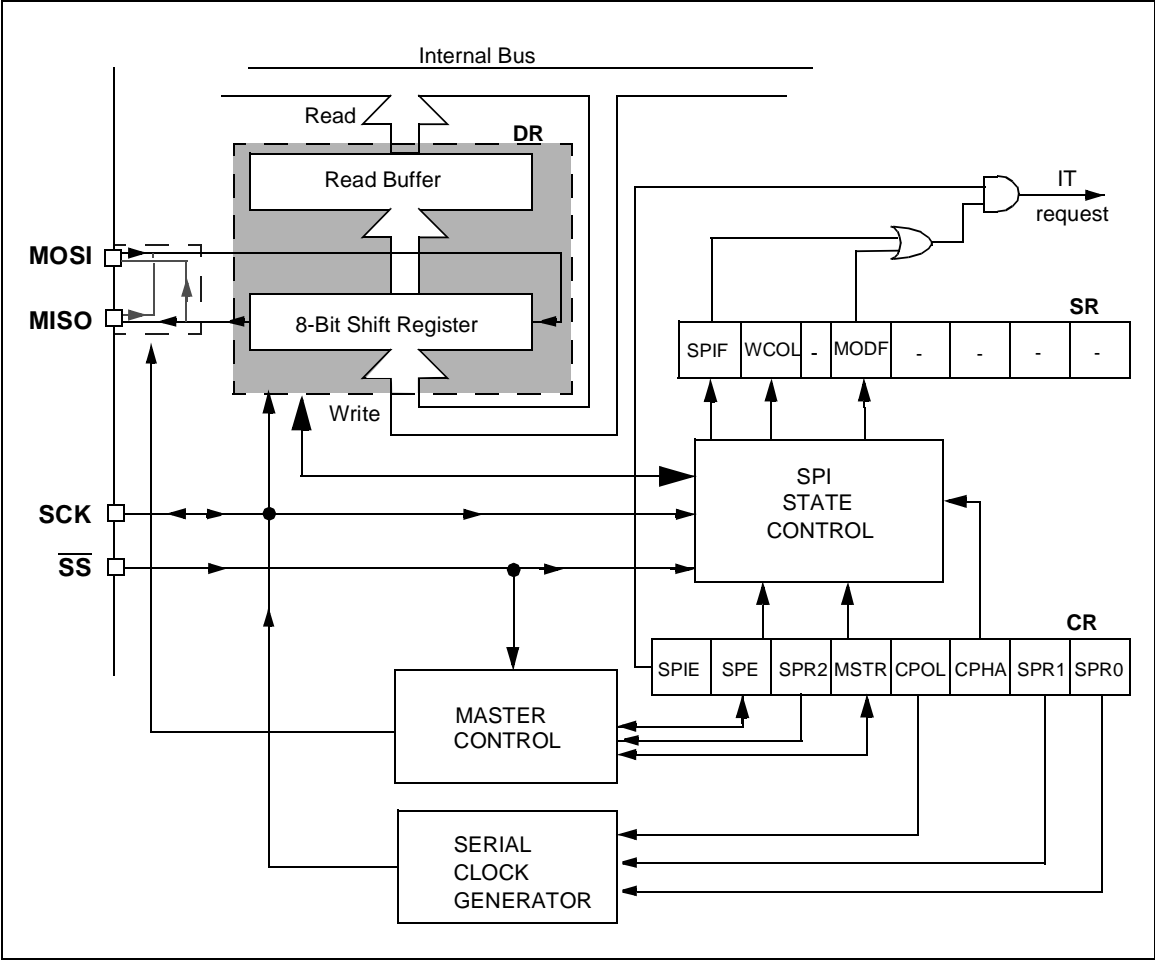 Internal Bus
Read
DR
Read Buffer
IT
request
MOSI
MISO
8-Bit Shift Register
SR
SPIF WCOL - MODF - - - -
Write
SPI
STATE
CONTROL
SCK
SS
CR
SPIE SPE SPR2 MSTR CPOL CPHA SPR1 SPR0
MASTER
CONTROL
SERIAL
CLOCK
GENERATOR